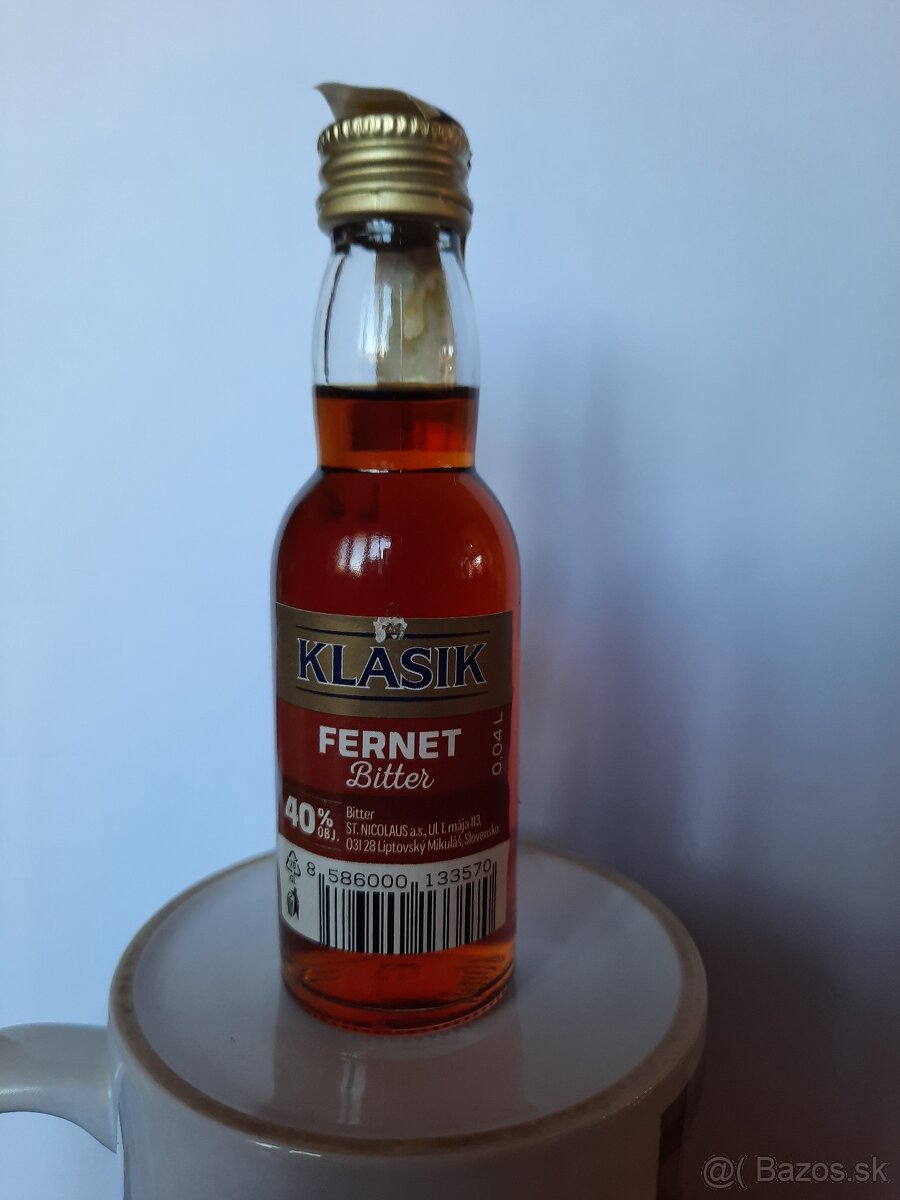 KLASIK
FERNET
Bitter
0,04 L
40% OBJ.
Bitter
ST. NICOLAUS a.s., Ul. 1. mája 113,
031 28 Liptovský Mikuláš, Slovensko
8 586000 133570
@( Bazos.sk